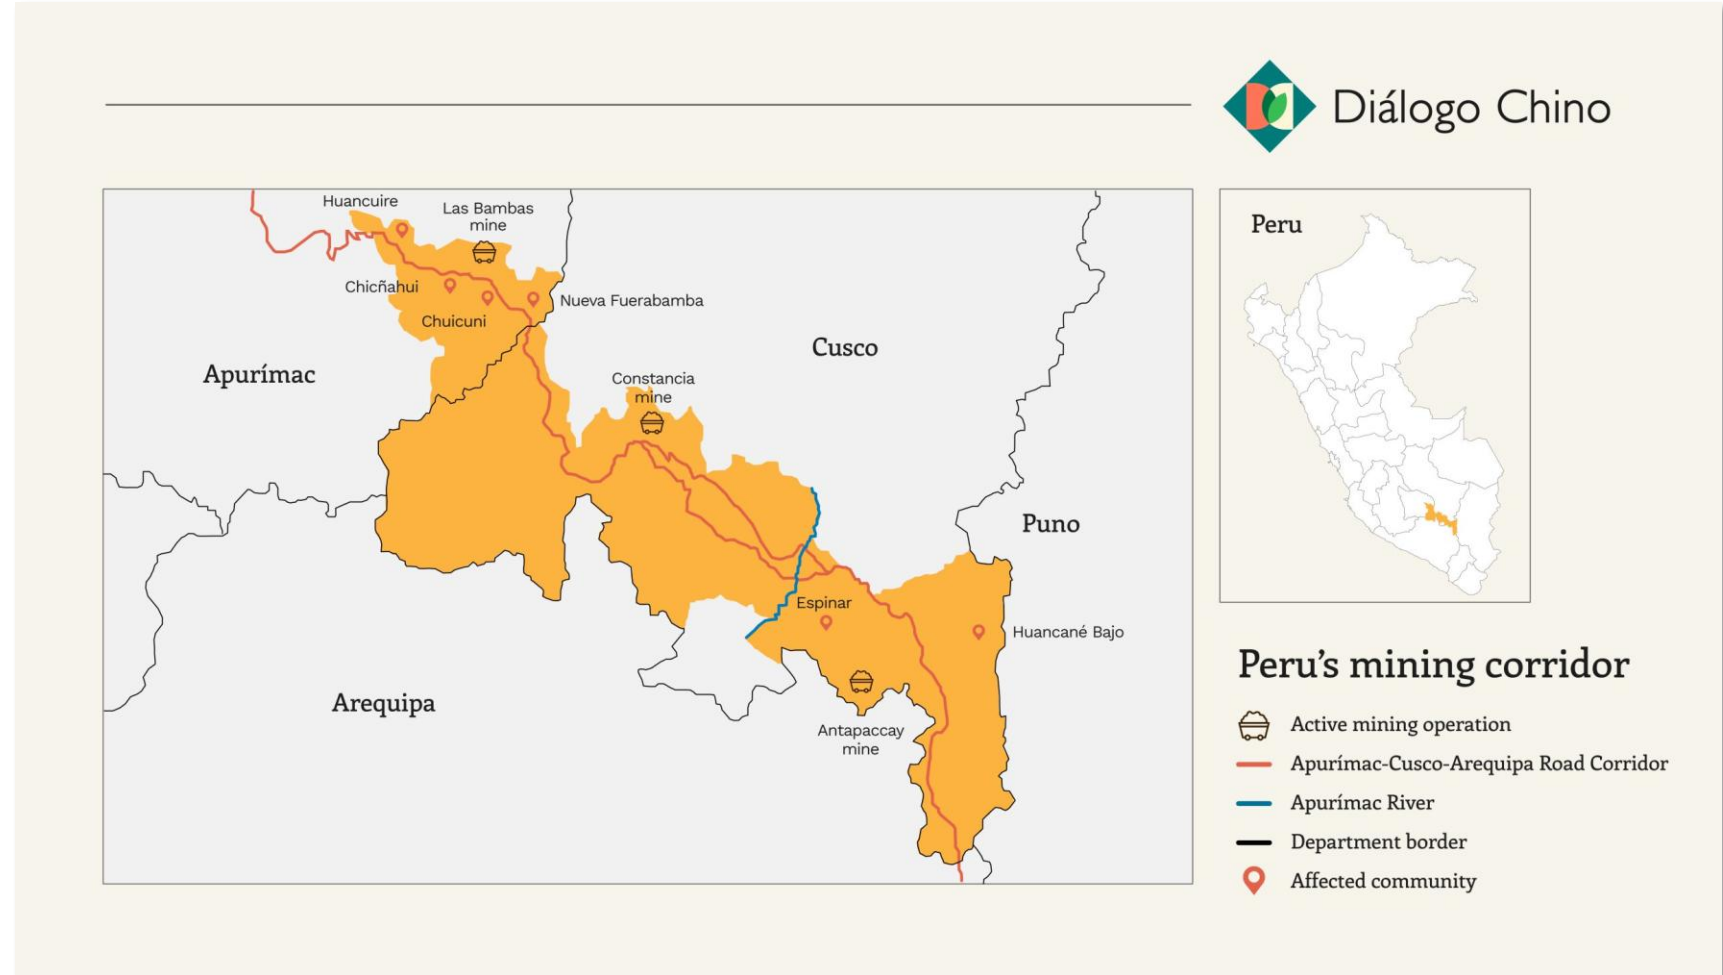 Diálogo Chino
Huancuire
Las Bambas
mine
Chicñahui
Nueva Fuerabamba
Chuicuni
Apurímac
Cusco
Constancia
mine
Puno
Espinar
Huancané Bajo
Arequipa
Antapaccay
mine
Peru
Peru's mining corridor
Active mining operation
Apurímac-Cusco-Arequipa Road Corridor
Apurímac River
Department border
Affected community